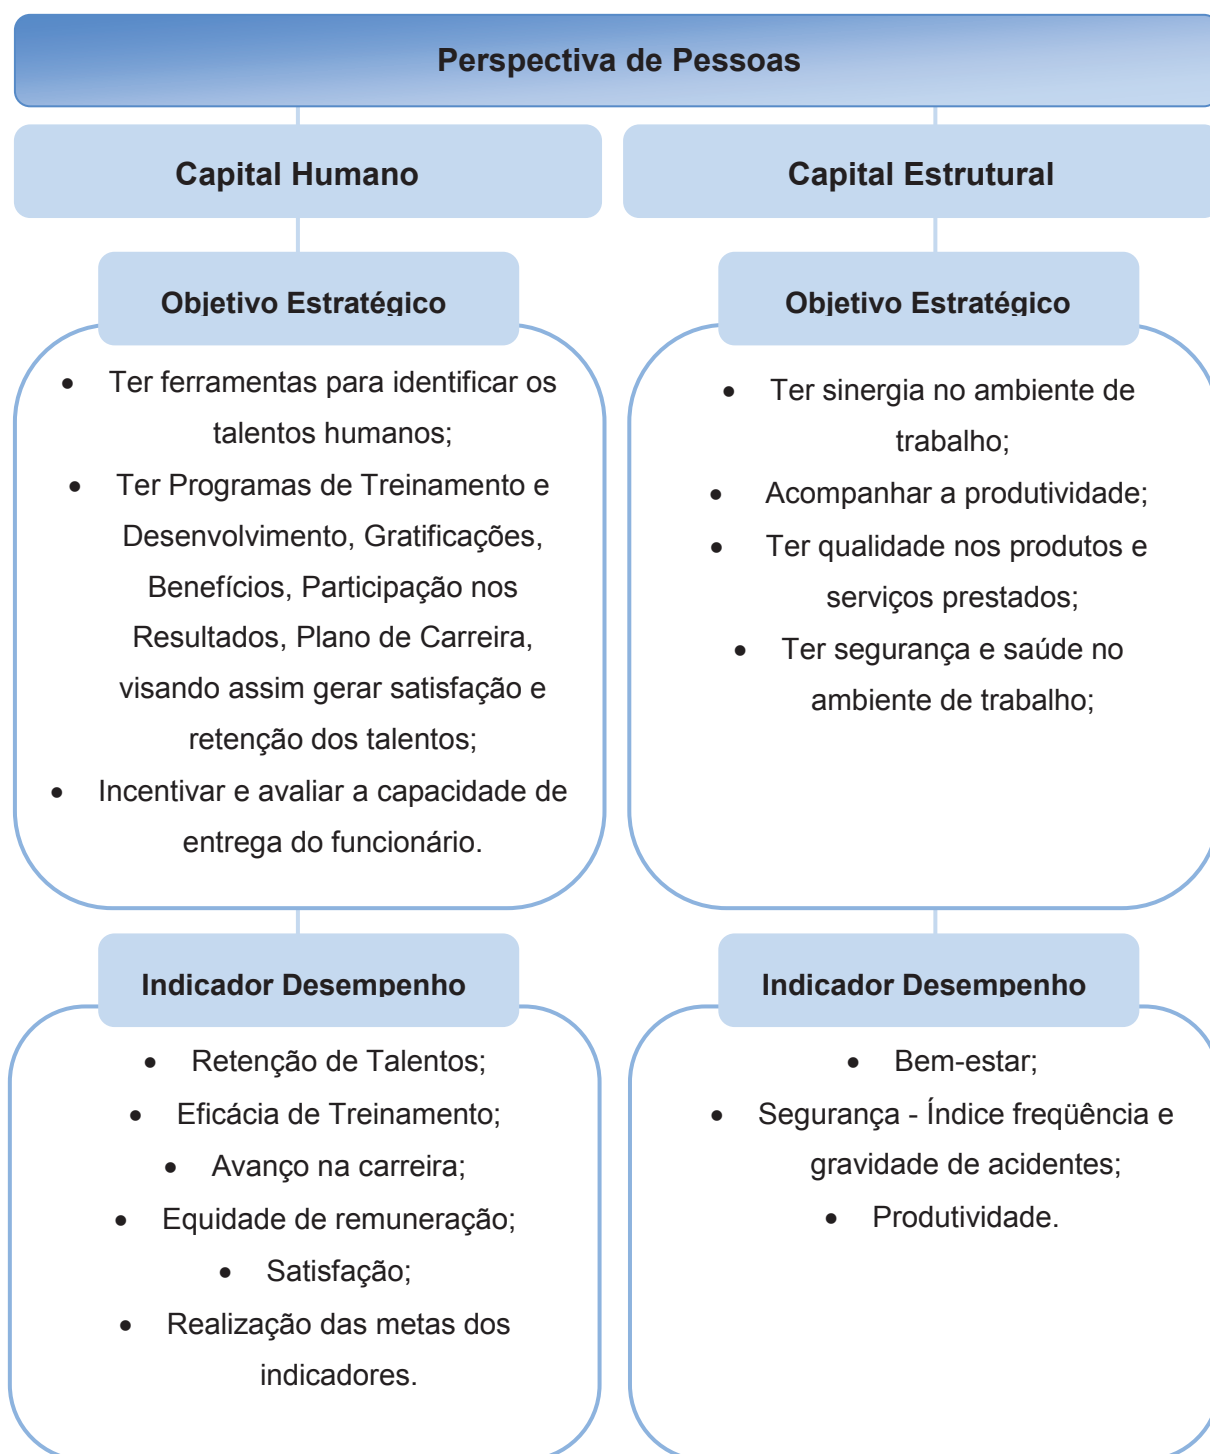 Perspectiva de Pessoas
Capital Humano
Objetivo Estratégico
• Ter ferramentas para identificar os
talentos humanos;
• Ter Programas de Treinamento e
Desenvolvimento, Gratificações,
Benefícios, Participação nos
Resultados, Plano de Carreira,
visando assim gerar satisfação e
retenção dos talentos;
• Incentivar e avaliar a capacidade de
entrega do funcionário.
Indicador Desempenho
• Retenção de Talentos;
• Eficácia de Treinamento;
• Avanço na carreira;
• Equidade de remuneração;
• Satisfação;
• Realização das metas dos
indicadores.
Capital Estrutural
Objetivo Estratégico
• Ter sinergia no ambiente de
trabalho;
• Acompanhar a produtividade;
• Ter qualidade nos produtos e
serviços prestados;
• Ter segurança e saúde no
ambiente de trabalho;
Indicador Desempenho
• Bem-estar;
• Segurança - Índice freqüência e
gravidade de acidentes;
• Produtividade.